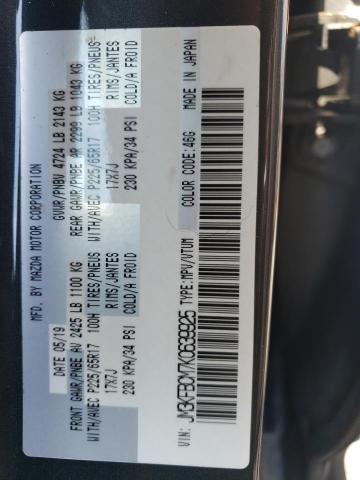 MFD. BY MAZDA MOTOR CORPORATION
DATE 05/19 GVWR/PNBV 4724 LB 2143 KG
FRONT GAWR/PNBE AV 2425 LB 1100 KG REAR GAWR/PNBE AR 2299 LB 1043 KG
WITH/AVEC P225/65R17 100H TIRES/PNEUS WITH/AVEC P225/65R17 100H TIRES/PNEUS
17X7J RIMS/JANTES 17X7J RIMS/JANTES
230 KPA/34 PSI COLD/A FROID 230 KPA/34 PSI COLD/A FROID
COLOR CODE:46G MADE IN JAPAN
VIN: JM3KFBCM7K0639925 TYPE:MPV/VTUM